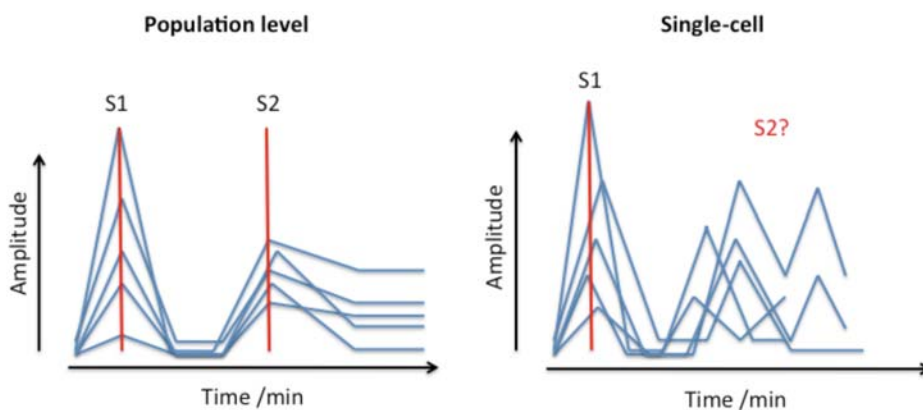 Population level
S1
S2
Amplitude
Time /min
Single-cell
S1
S2?
Amplitude
Time /min